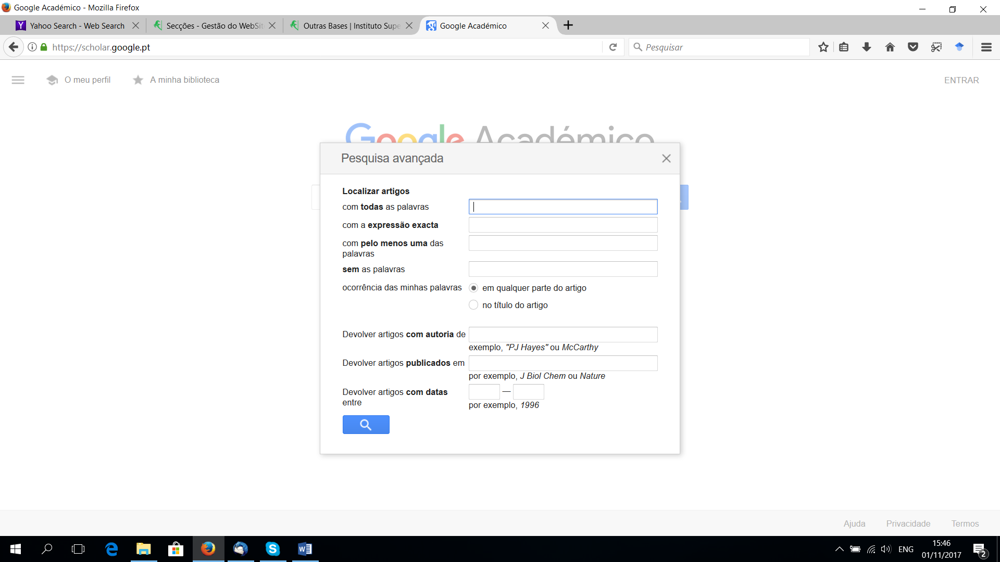 Google Académico - Mozilla Firefox
Yahoo Search - Web Search
Secções - Gestão do WebSit
Outras Bases | Instituto Supe
Google Académico
https://scholar.google.pt
Pesquisar
O meu perfil
A minha biblioteca
ENTRAR
Google Académico
Pesquisa avançada
Localizar artigos
com todas as palavras
com a expressão exacta
com pelo menos uma das
palavras
sem as palavras
ocorrência das minhas palavras
em qualquer parte do artigo
no título do artigo
Devolver artigos com autoria de
exemplo, "PJ Hayes" ou McCarthy
Devolver artigos publicados em
por exemplo, J Biol Chem ou Nature
Devolver artigos com datas
entre
—
por exemplo, 1996
Ajuda
Privacidade
Termos
ENG
15:46
01/11/2017
2